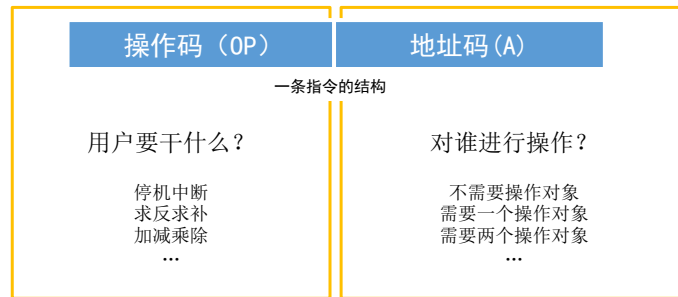 操作码（OP）
地址码(A)
一条指令的结构
用户要干什么？
停机中断
求反求补
加减乘除
…
对谁进行操作？
不需要操作对象
需要一个操作对象
需要两个操作对象
…